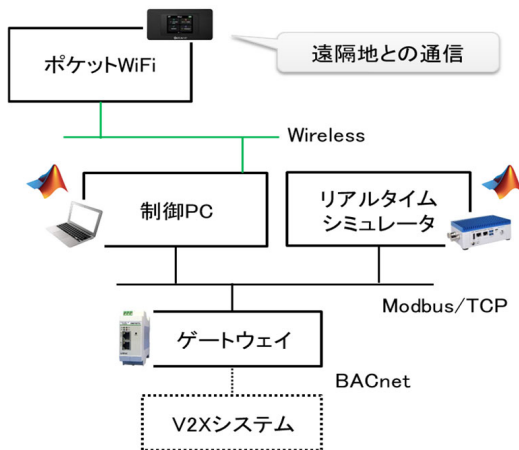 ポケットWiFi
遠隔地との通信
Wireless
制御PC
リアルタイム
シミュレータ
Modbus/TCP
ゲートウェイ
BACnet
V2Xシステム